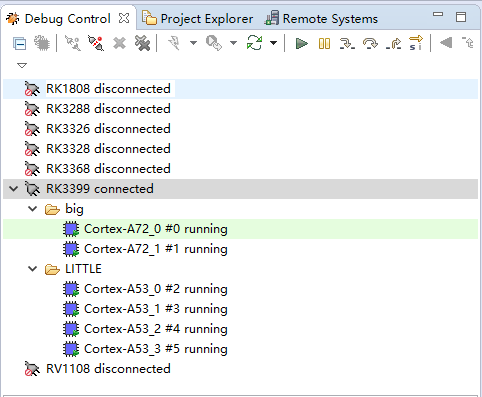 Debug Control Project Explorer Remote Systems
RK1808 disconnected
RK3288 disconnected
RK3326 disconnected
RK3328 disconnected
RK3368 disconnected
RK3399 connected
big
Cortex-A72_0 #0 running
Cortex-A72_1 #1 running
LITTLE
Cortex-A53_0 #2 running
Cortex-A53_1 #3 running
Cortex-A53_2 #4 running
Cortex-A53_3 #5 running
RV1108 disconnected